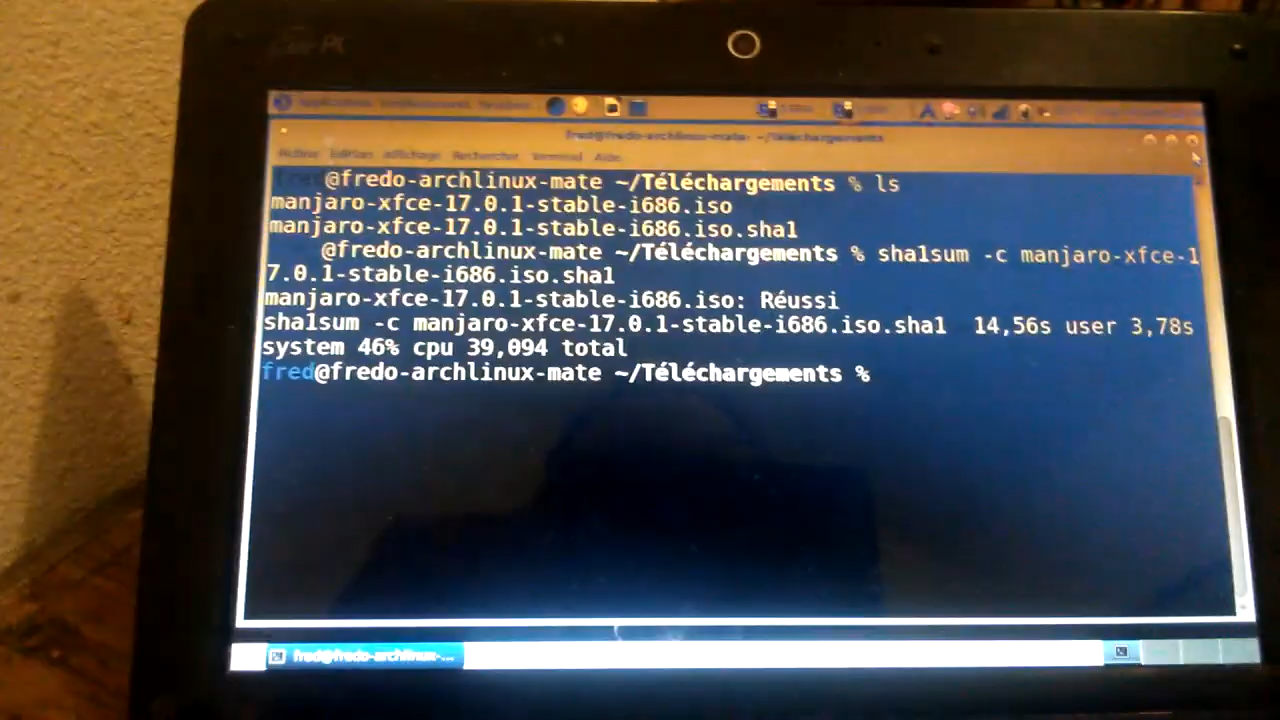 fred@fredo-archlinux-mate: ~/Téléchargements
Fichier Édition Affichage Rechercher Terminal Aide
fred@fredo-archlinux-mate ~/Téléchargements % ls
manjaro-xfce-17.0.1-stable-i686.iso
manjaro-xfce-17.0.1-stable-i686.iso.sha1
@fredo-archlinux-mate ~/Téléchargements % sha1sum -c manjaro-xfce-1
7.0.1-stable-i686.iso.sha1
manjaro-xfce-17.0.1-stable-i686.iso: Réussi
sha1sum -c manjaro-xfce-17.0.1-stable-i686.iso.sha1  14,56s user 3,78s
system 46% cpu 39,094 total
fred@fredo-archlinux-mate ~/Téléchargements %
fred@fredo-archlinux-...